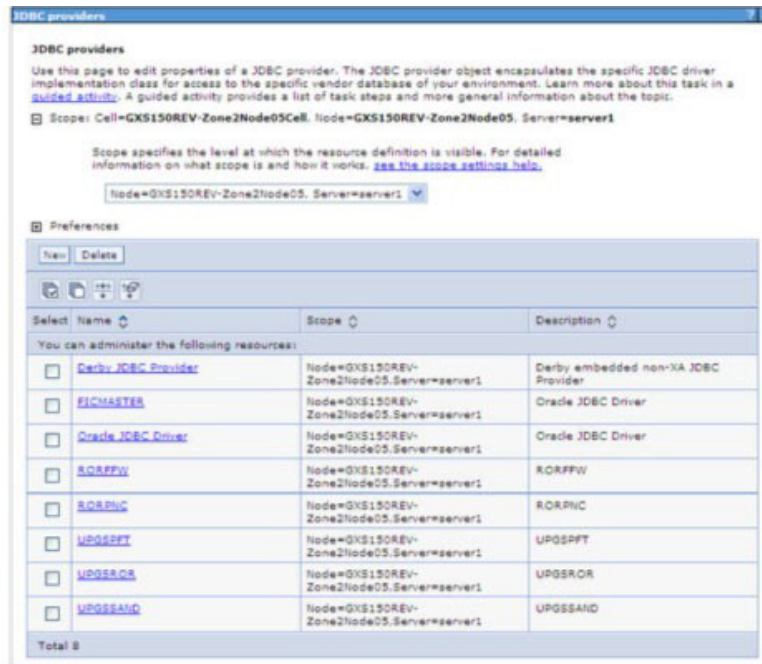 JDBC providers ?
JDBC providers
Use this page to edit properties of a JDBC provider. The JDBC provider object encapsulates the specific JDBC driver
implementation class for access to the specific vendor database of your environment. Learn more about this task in a
guided activity. A guided activity provides a list of task steps and more general information about the topic.
Scope: Cell=GXS150REV-Zone2Node05Cell, Node=GXS150REV-Zone2Node05, Server=server1
Scope specifies the level at which the resource definition is visible. For detailed
information on what scope is and how it works, see the scope settings help.
Node=GXS150REV-Zone2Node05, Server=server1
Preferences
New Delete
Select Name Scope Description
You can administer the following resources:
Derby JDBC Provider Node=GXS150REV- Derby embedded non-XA JDBC
Zone2Node05,Server=server1 Provider
FICMASTER Node=GXS150REV- Oracle JDBC Driver
Zone2Node05,Server=server1
Oracle JDBC Driver Node=GXS150REV- Oracle JDBC Driver
Zone2Node05,Server=server1
RORFFW Node=GXS150REV- RORFFW
Zone2Node05,Server=server1
RORPNC Node=GXS150REV- RORPNC
Zone2Node05,Server=server1
UPGSPFT Node=GXS150REV- UPGSPFT
Zone2Node05,Server=server1
UPGSROR Node=GXS150REV- UPGSROR
Zone2Node05,Server=server1
UPGSSAND Node=GXS150REV- UPGSSAND
Zone2Node05,Server=server1
Total 8